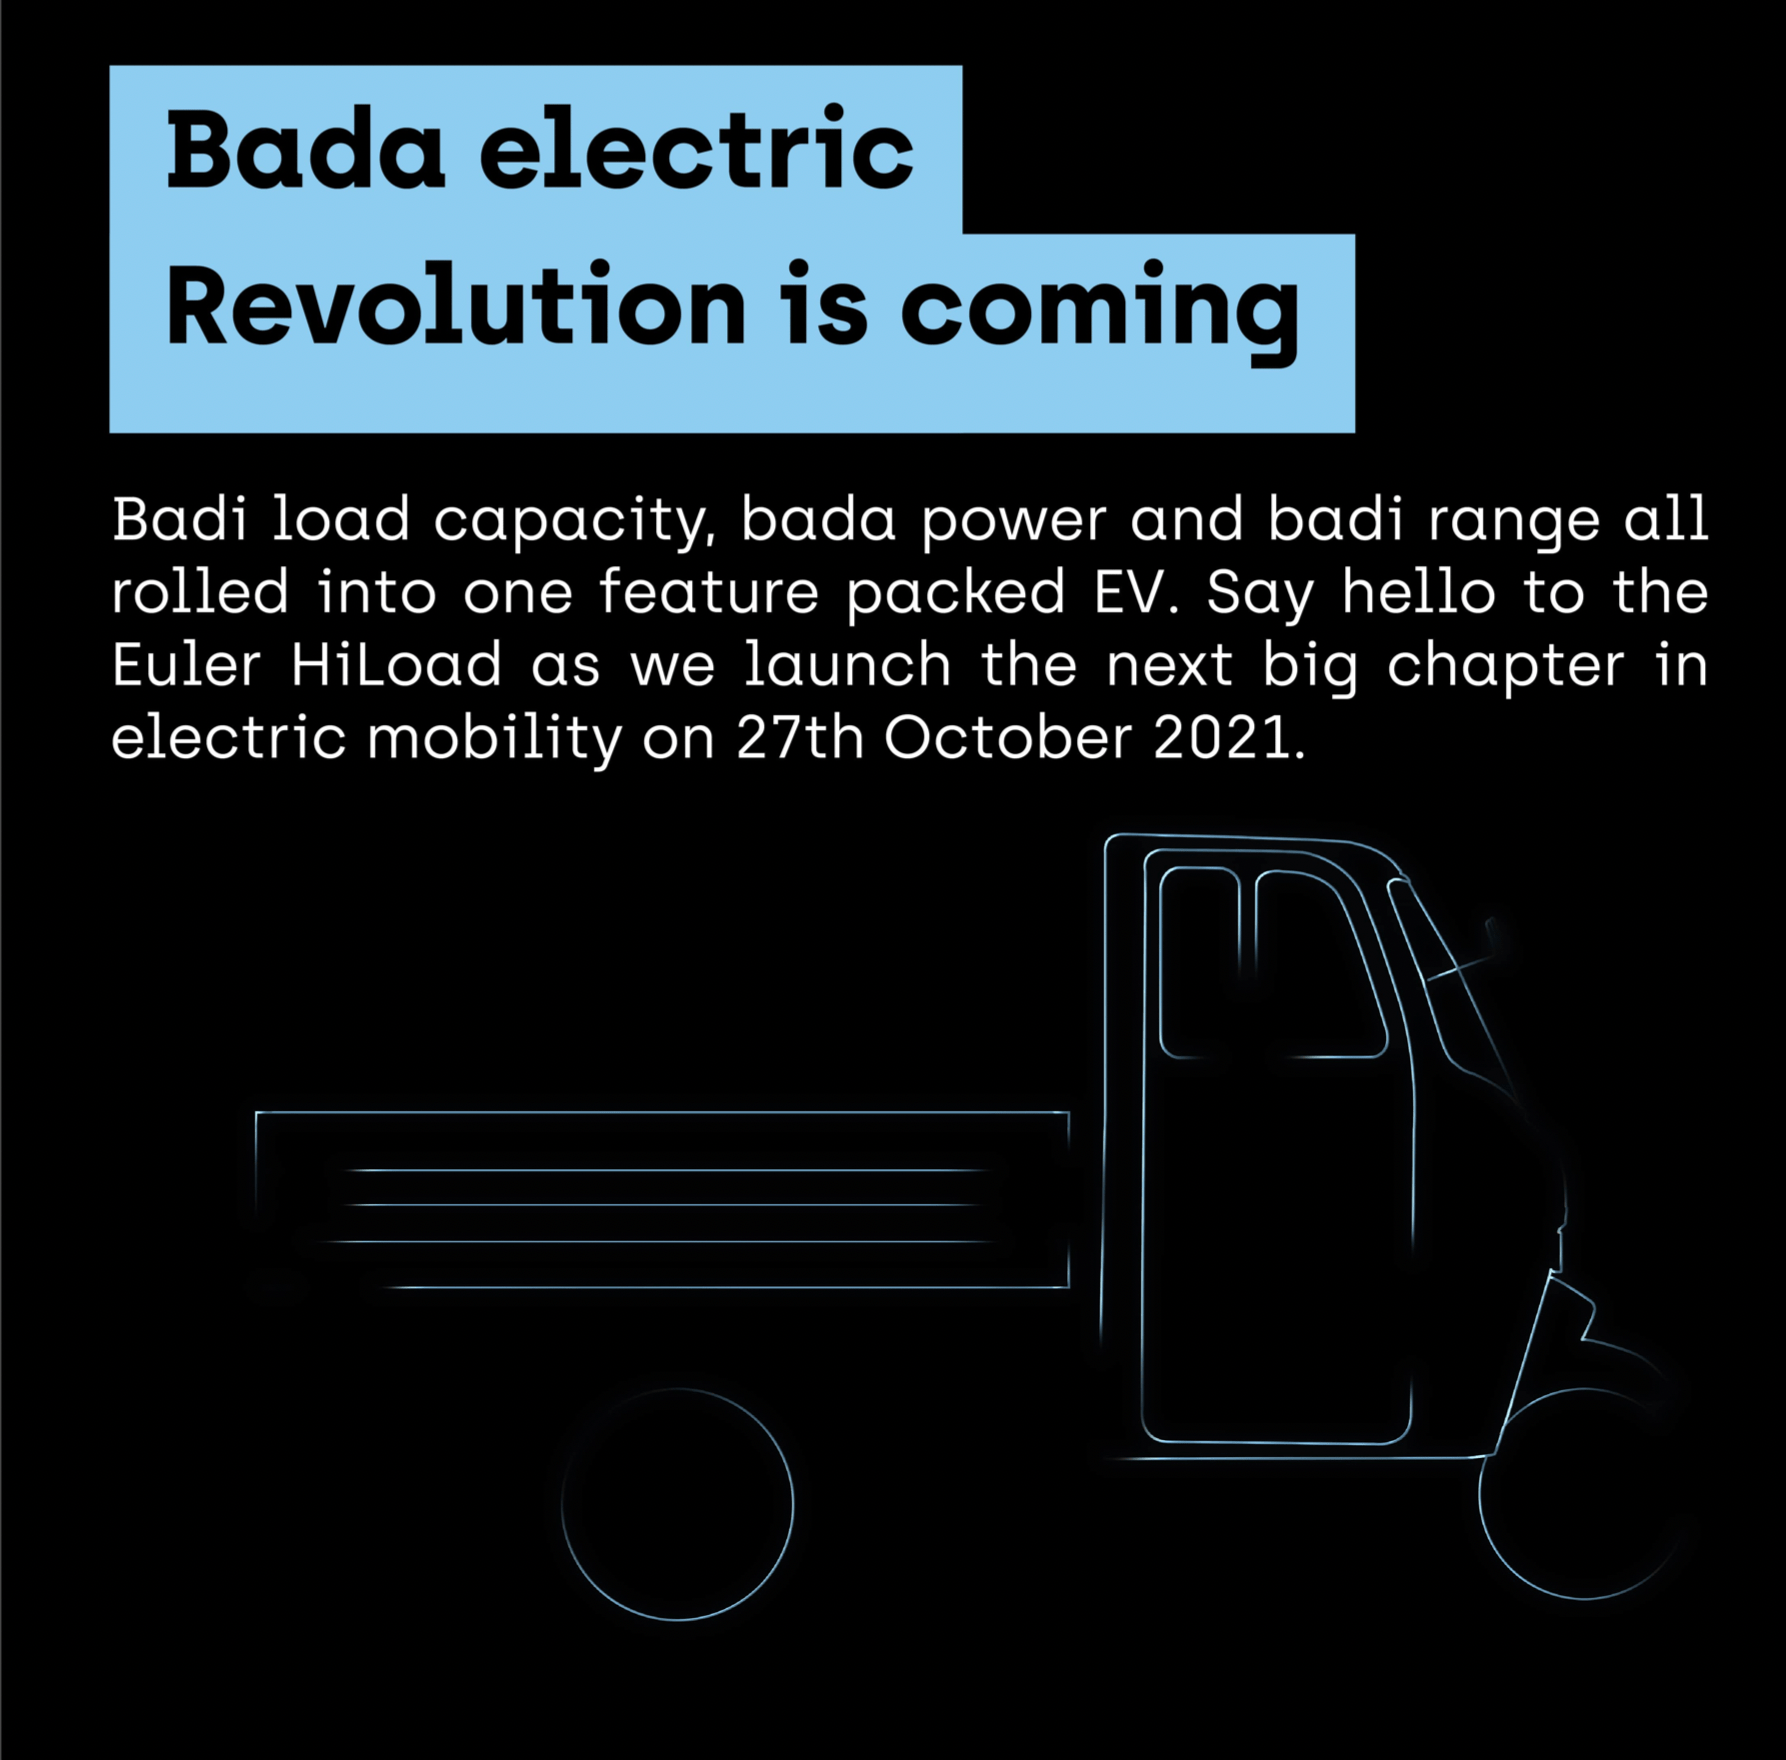 Bada electric
Revolution is coming
Badi load capacity, bada power and badi range all
rolled into one feature packed EV. Say hello to the
Euler HiLoad as we launch the next big chapter in
electric mobility on 27th October 2021.